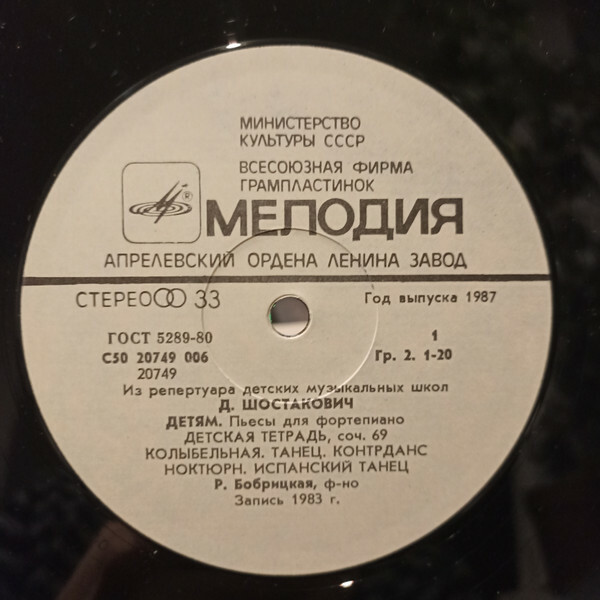 МИНИСТЕРСТВО
КУЛЬТУРЫ СССР
ВСЕСОЮЗНАЯ ФИРМА
ГРАМПЛАСТИНОК
МЕЛОДИЯ
АПРЕЛЕВСКИЙ ОРДЕНА ЛЕНИНА ЗАВОД
СТЕРЕО 33 Год выпуска 1987
ГОСТ 5289-80 1
С50 20749 006 Гр. 2. 1-20
20749
Из репертуара детских музыкальных школ
Д. ШОСТАКОВИЧ
ДЕТЯМ. Пьесы для фортепиано
ДЕТСКАЯ ТЕТРАДЬ, соч. 69
КОЛЫБЕЛЬНАЯ. ТАНЕЦ. КОНТРДАНС
НОКТЮРН. ИСПАНСКИЙ ТАНЕЦ
Р. Бобрицкая, ф-но
Запись 1983 г.